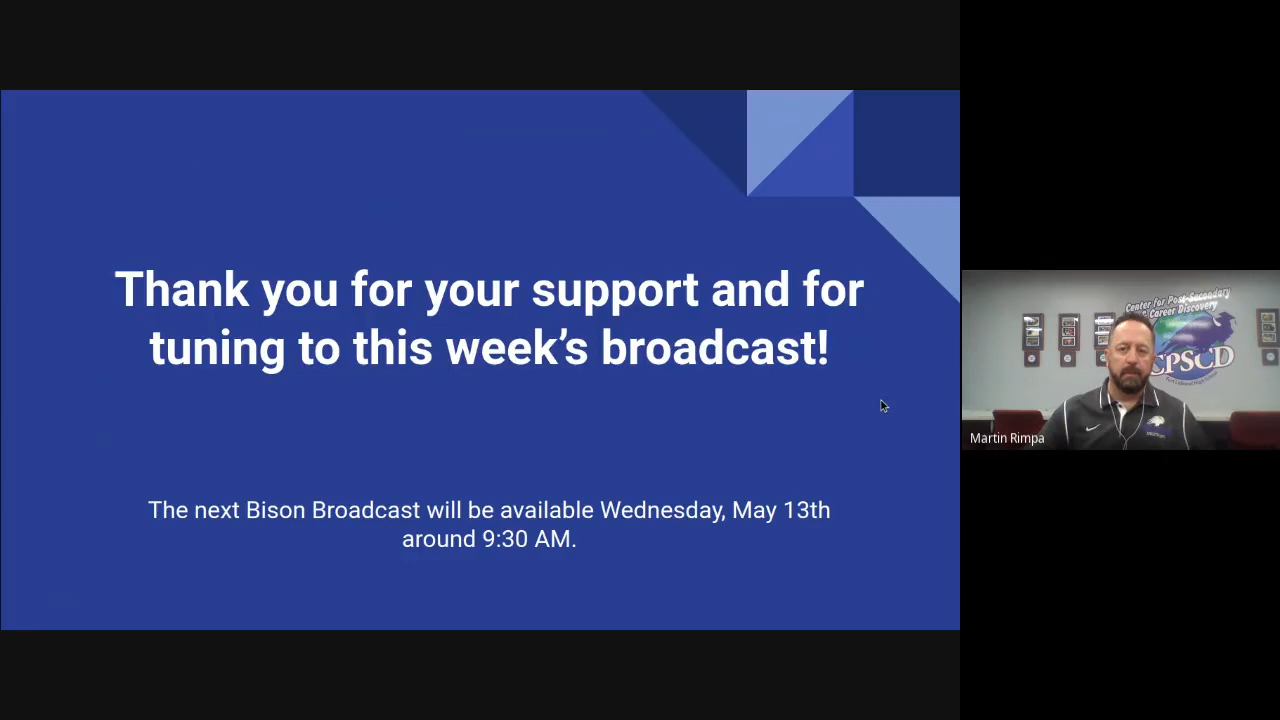 Thank you for your support and for
tuning to this week's broadcast!
The next Bison Broadcast will be available Wednesday, May 13th
around 9:30 AM.
Center for Post-Secondary
& Career Discovery
CPSCD
Martin Rimpa